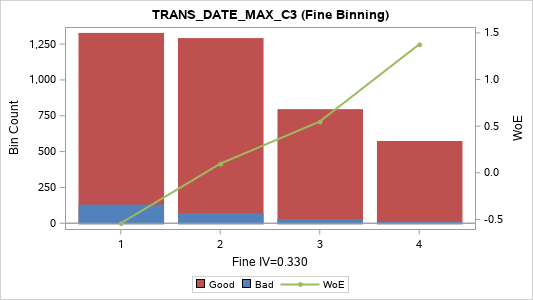 TRANS_DATE_MAX_C3 (Fine Binning)
Bin Count
1,250
1,000
750
500
250
0
1.5
1.0
0.5
0.0
-0.5
WoE
1 2 3 4
Fine IV=0.330
Good Bad WoE